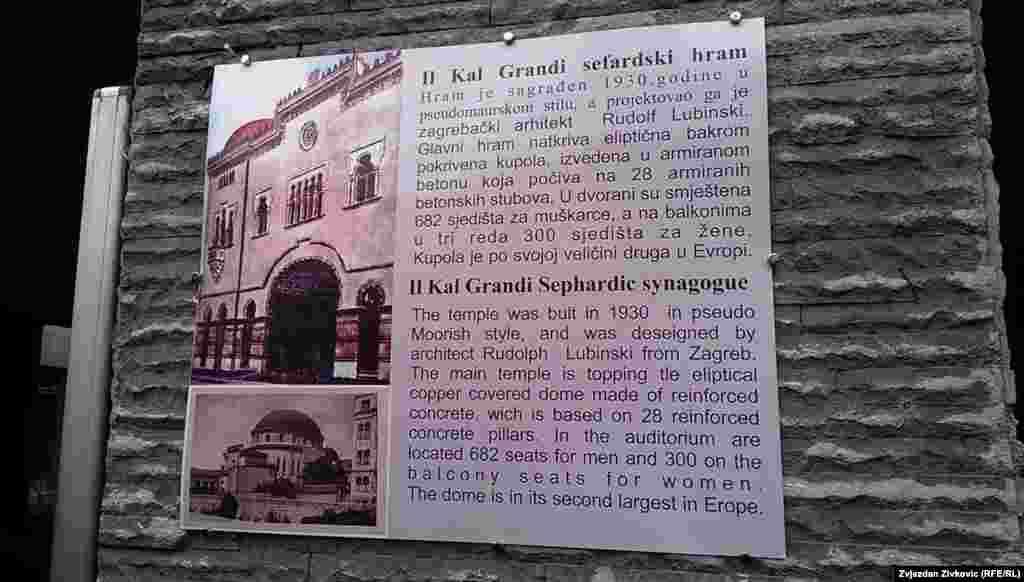 Il Kal Grandi sefardski hram
Hram je sagrađen 1930.godine u
pseudomaurskom stilu, a projektovao ga je
zagrebački arhitekt Rudolf Lubinski.
Glavni hram natkriva eliptična bakrom
pokrivena kupola, izvedena u armiranom
betonu koja počiva na 28 armiranih
betonskih stubova. U dvorani su smještena
682 sjedišta za muškarce, a na balkonima
u tri reda 300 sjedišta za žene.
Kupola je po svojoj veličini druga u Evropi.
Il Kal Grandi Sephardic synagogue
The temple was buit in 1930 in pseudo
Moorish style, and was deseigned by
architect Rudolph Lubinski from Zagreb.
The main temple is topping tle eliptical
copper covered dome made of reinforced
concrete, wich is based on 28 reinforced
concrete pillars. In the auditorium are
located 682 seats for men and 300 on the
balcony seats for women.
The dome is in its second largest in Erope.
Zvjezdan Zivkovic (RFE/RL)